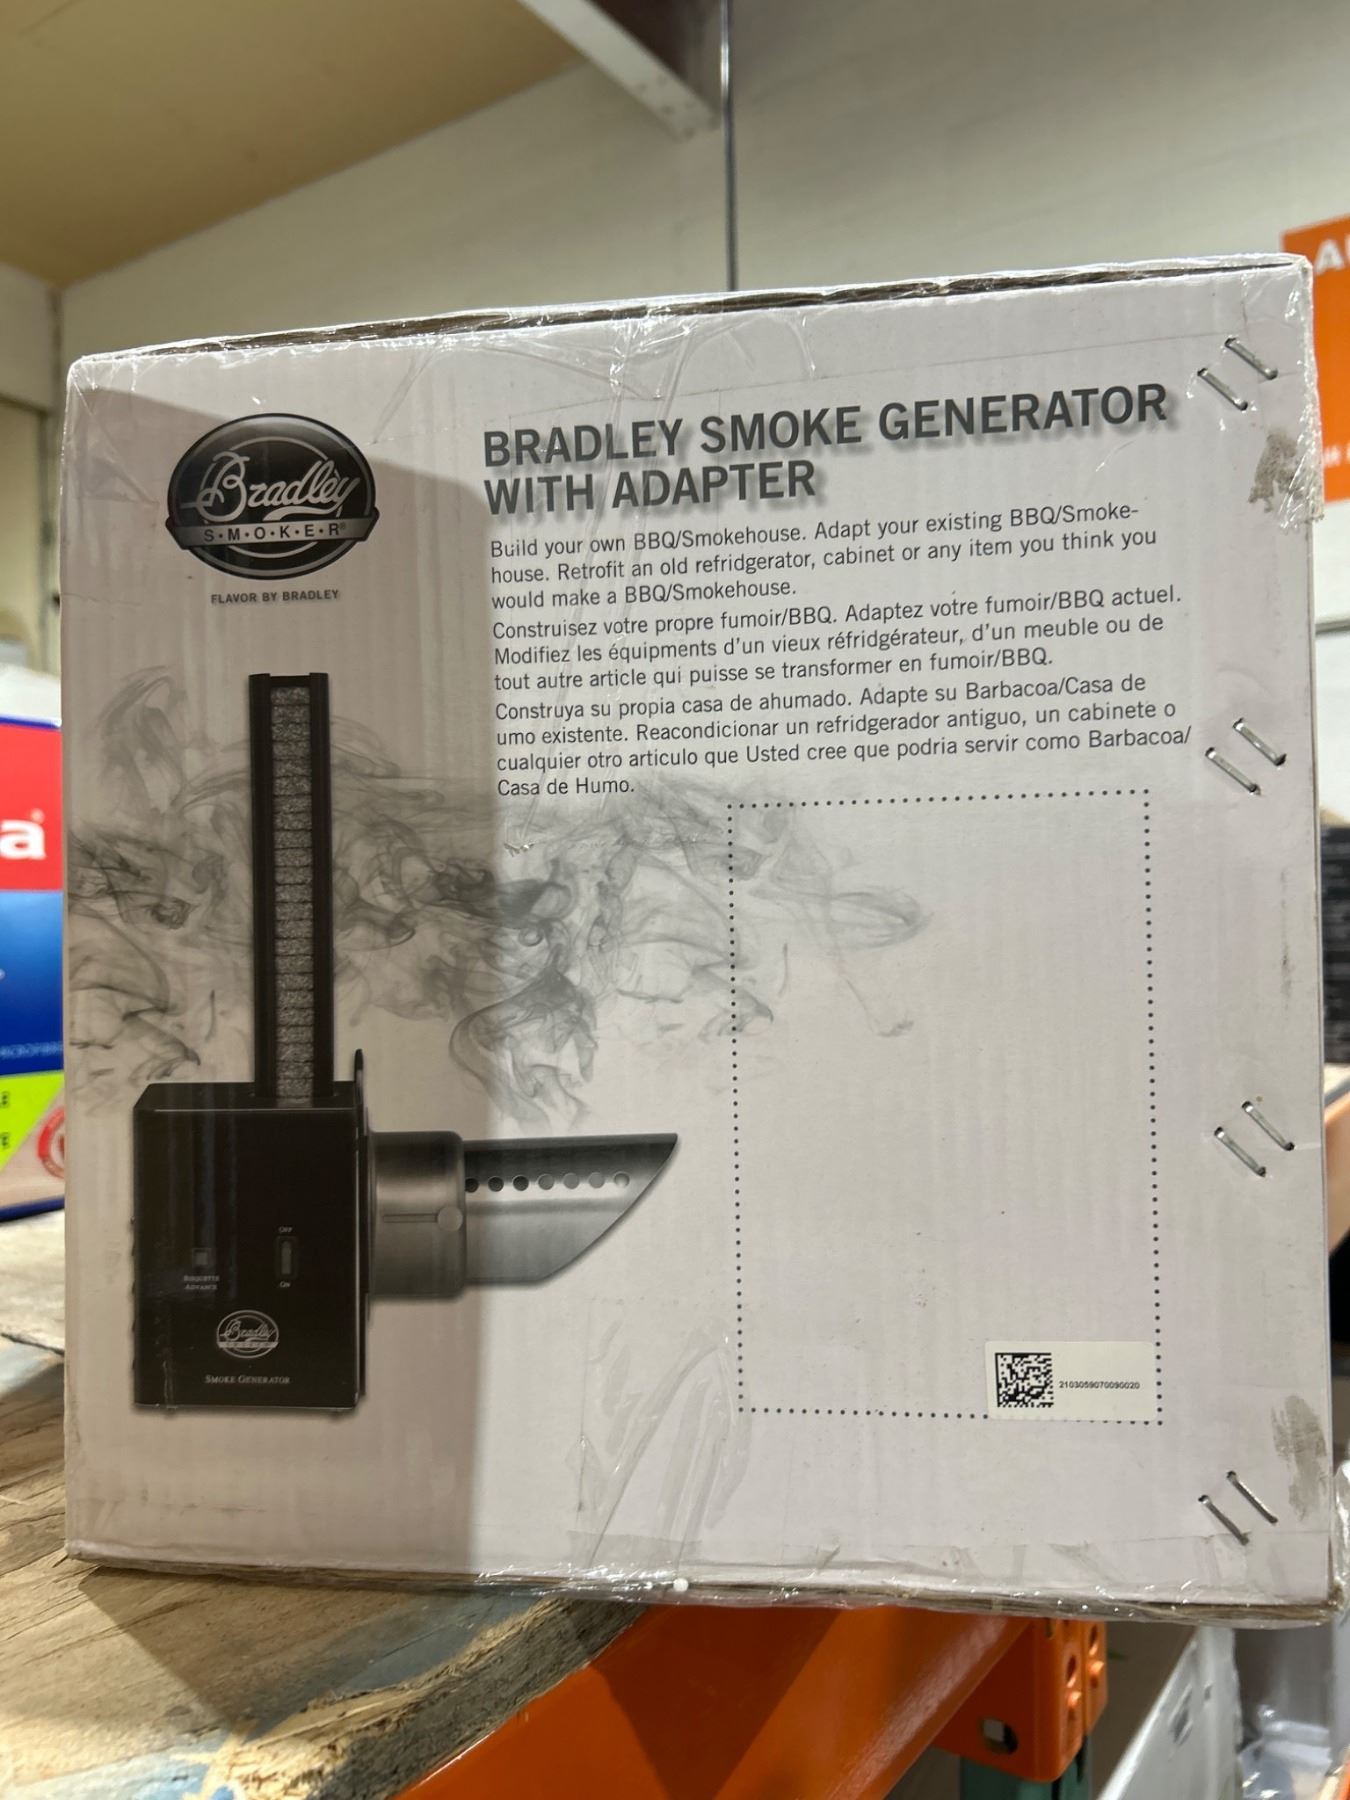 Bradley
S·M·O·K·E·R®
FLAVOR BY BRADLEY
BRADLEY SMOKE GENERATOR
WITH ADAPTER
Build your own BBQ/Smokehouse. Adapt your existing BBQ/Smoke-
house. Retrofit an old refridgerator, cabinet or any item you think you
would make a BBQ/Smokehouse.
Construisez votre propre fumoir/BBQ. Adaptez votre fumoir/BBQ actuel.
Modifiez les équipments d'un vieux réfridgérateur, d'un meuble ou de
tout autre article qui puisse se transformer en fumoir/BBQ.
Construya su propia casa de ahumado. Adapte su Barbacoa/Casa de
umo existente. Reacondicionar un refridgerador antiguo, un cabinete o
cualquier otro articulo que Usted cree que podria servir como Barbacoa/
Casa de Humo.
OFF
ON
BISQUETTE
ADVANCE
Bradley
SMOKER
SMOKE GENERATOR
2103059070090020
a
A